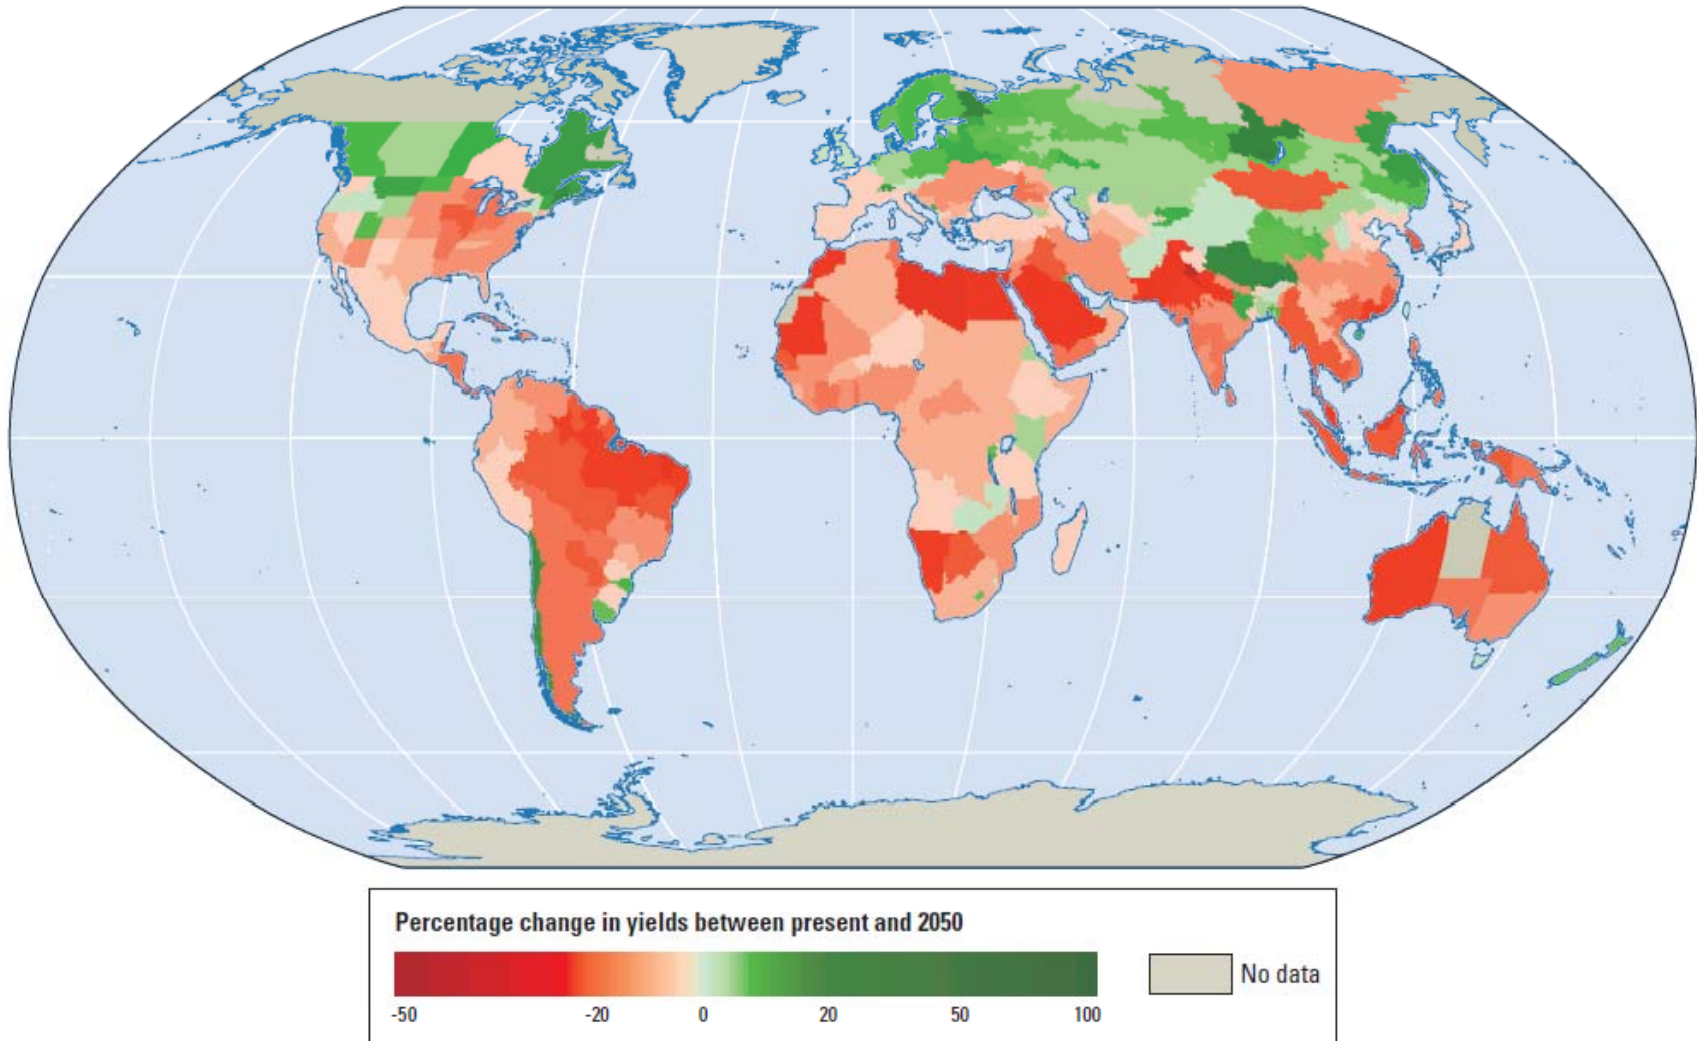 Percentage change in yields between present and 2050
No data
-50 -20 0 20 50 100